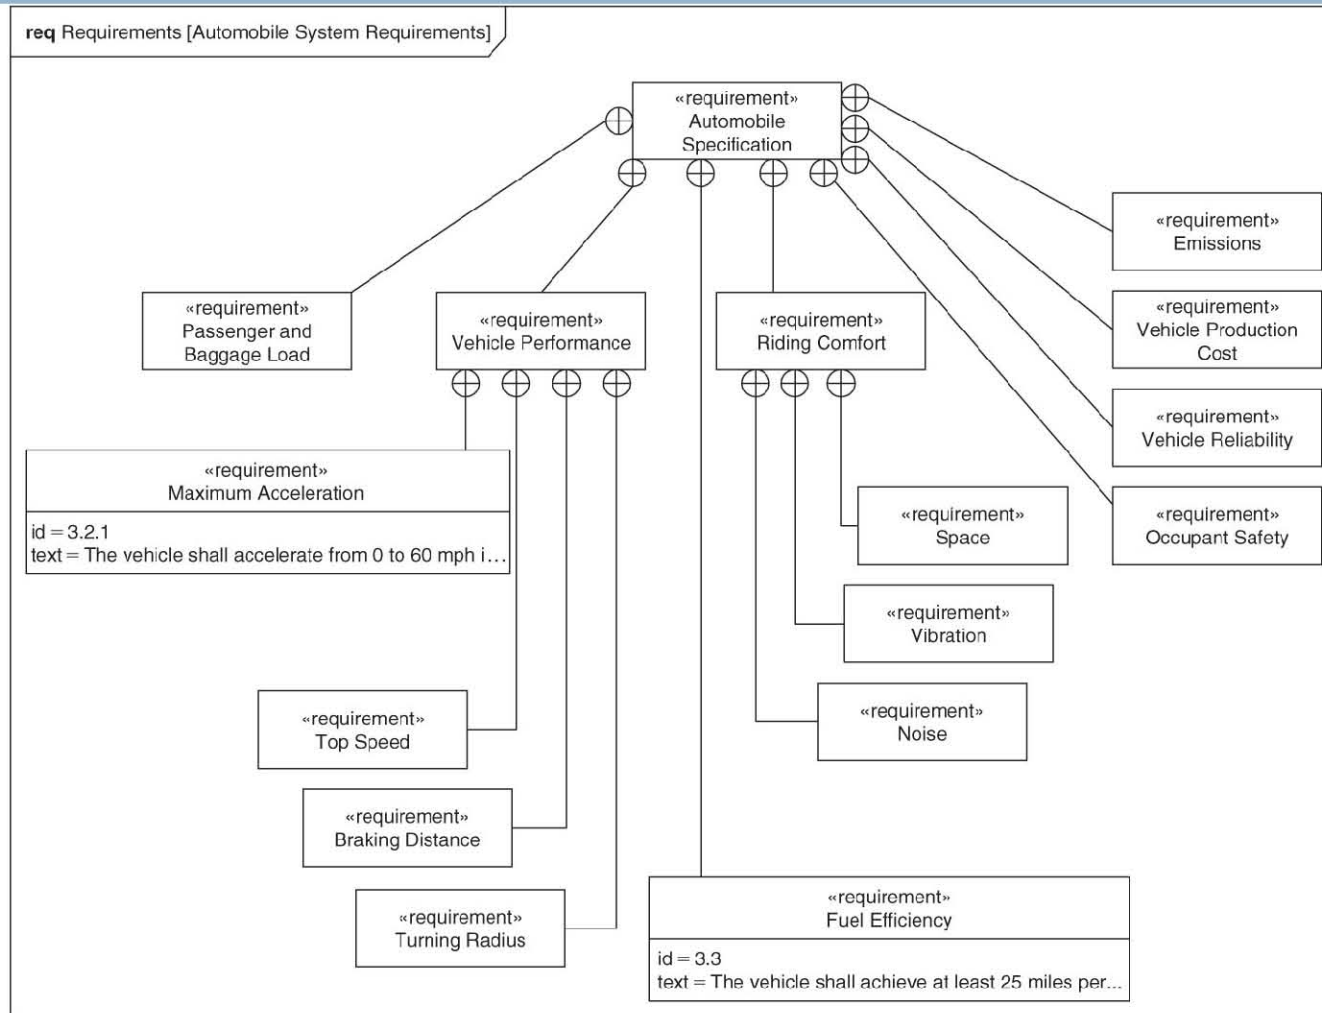 req Requirements [Automobile System Requirements]
«requirement»
Automobile
Specification
«requirement»
Emissions
«requirement»
Passenger and
Baggage Load
«requirement»
Vehicle Performance
«requirement»
Riding Comfort
«requirement»
Vehicle Production
Cost
«requirement»
Vehicle Reliability
«requirement»
Maximum Acceleration
id = 3.2.1
text = The vehicle shall accelerate from 0 to 60 mph i...
«requirement»
Space
«requirement»
Occupant Safety
«requirement»
Vibration
«requirement»
Top Speed
«requirement»
Noise
«requirement»
Braking Distance
«requirement»
Turning Radius
«requirement»
Fuel Efficiency
id = 3.3
text = The vehicle shall achieve at least 25 miles per...